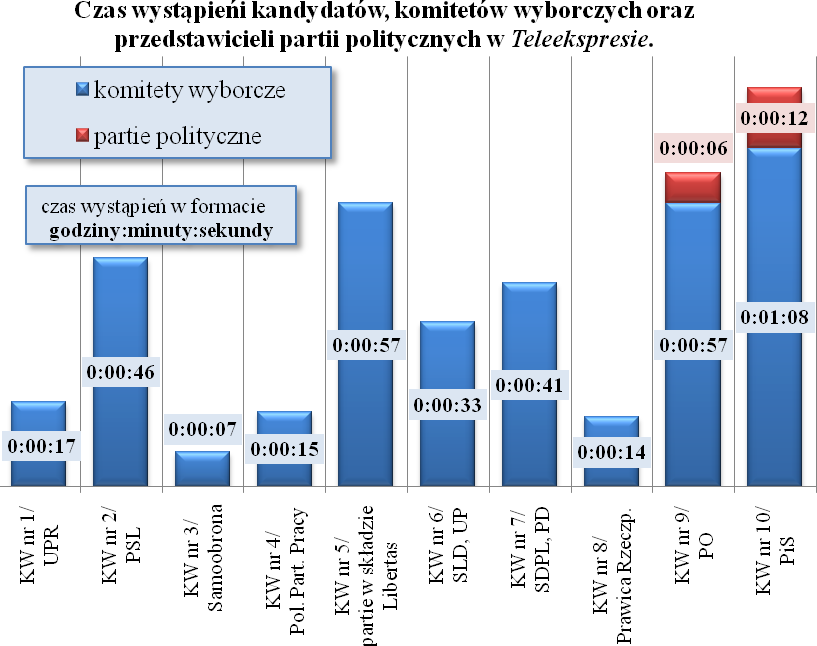 Czas wystąpieńi kandydatów, komitetów wyborczych oraz
przedstawicieli partii politycznych w Teleekspresie.
komitety wyborcze
partie polityczne
czas wystąpień w formacie
godziny:minuty:sekundy
0:00:17
0:00:46
0:00:07
0:00:15
0:00:57
0:00:33
0:00:41
0:00:14
0:00:06
0:00:57
0:00:12
0:01:08
KW nr 1/
UPR
KW nr 2/
PSL
KW nr 3/
Samoobrona
KW nr 4/
Pol. Part. Pracy
KW nr 5/
partie w składzie
Libertas
KW nr 6/
SLD, UP
KW nr 7/
SDPL, PD
KW nr 8/
Prawica Rzeczp.
KW nr 9/
PO
KW nr 10/
PiS